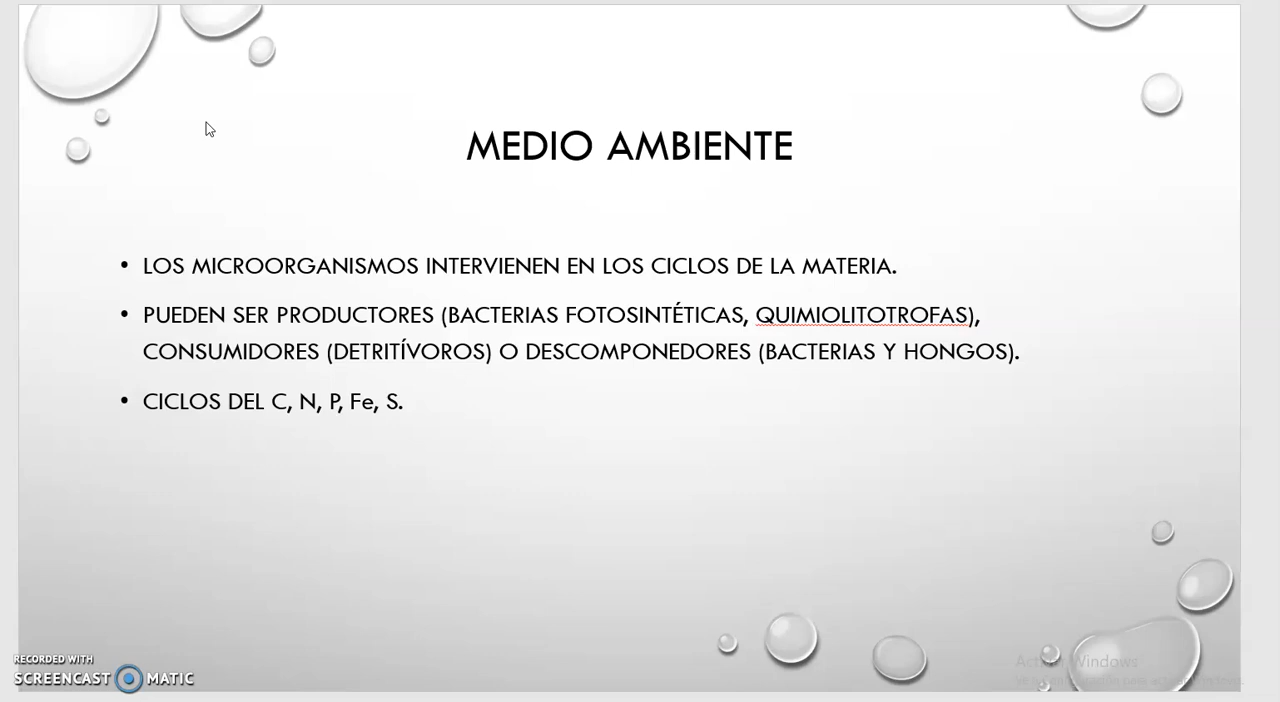 MEDIO AMBIENTE
• LOS MICROORGANISMOS INTERVIENEN EN LOS CICLOS DE LA MATERIA.
• PUEDEN SER PRODUCTORES (BACTERIAS FOTOSINTÉTICAS, QUIMIOLITOTROFAS),
CONSUMIDORES (DETRITÍVOROS) O DESCOMPONEDORES (BACTERIAS Y HONGOS).
• CICLOS DEL C, N, P, Fe, S.
RECORDED WITH
SCREENCAST MATIC
Windows